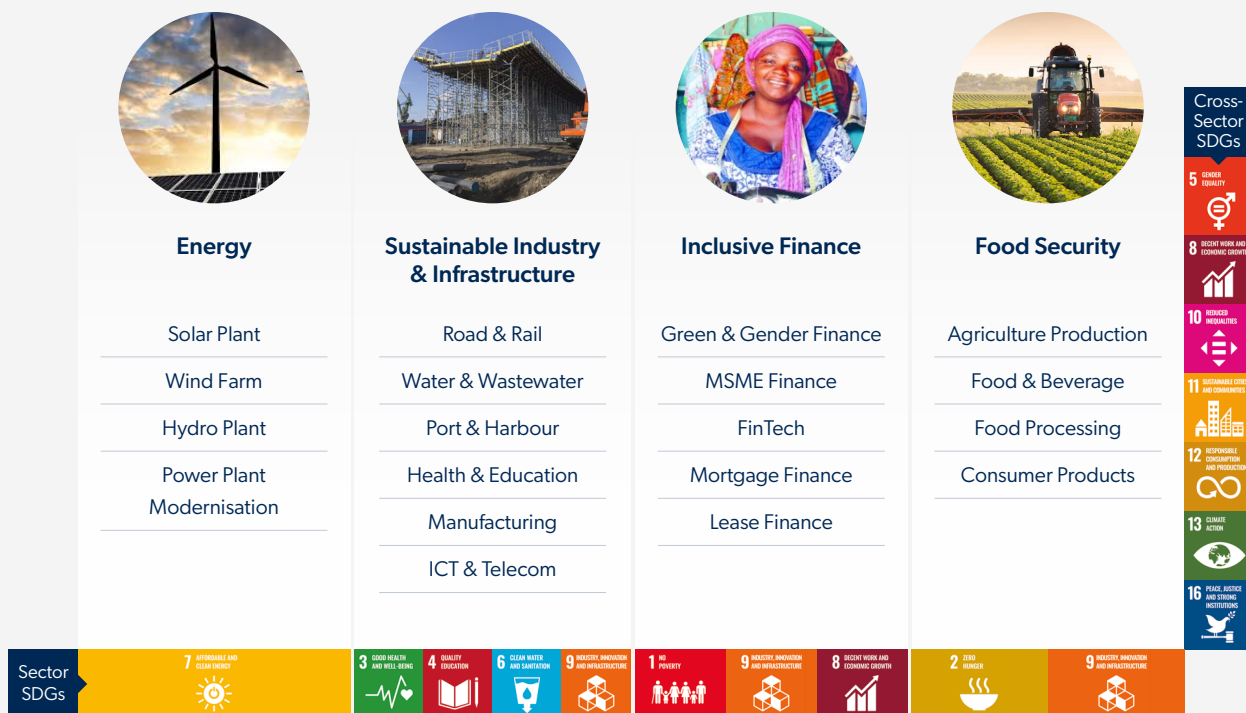 Energy
Solar Plant
Wind Farm
Hydro Plant
Power Plant
Modernisation
Sustainable Industry
& Infrastructure
Road & Rail
Water & Wastewater
Port & Harbour
Health & Education
Manufacturing
ICT & Telecom
Inclusive Finance
Green & Gender Finance
MSME Finance
FinTech
Mortgage Finance
Lease Finance
Food Security
Agriculture Production
Food & Beverage
Food Processing
Consumer Products
Cross-
Sector
SDGs
5 GENDER
EQUALITY
8 DECENT WORK AND
ECONOMIC GROWTH
10 REDUCED
INEQUALITIES
11 SUSTAINABLE CITIES
AND COMMUNITIES
12 RESPONSIBLE
CONSUMPTION
AND PRODUCTION
13 CLIMATE
ACTION
16 PEACE, JUSTICE
AND STRONG
INSTITUTIONS
Sector
SDGs
7 AFFORDABLE AND
CLEAN ENERGY
3 GOOD HEALTH
AND WELL-BEING
4 QUALITY
EDUCATION
6 CLEAN WATER
AND SANITATION
9 INDUSTRY, INNOVATION
AND INFRASTRUCTURE
1 NO
POVERTY
9 INDUSTRY, INNOVATION
AND INFRASTRUCTURE
8 DECENT WORK AND
ECONOMIC GROWTH
2 ZERO
HUNGER
9 INDUSTRY, INNOVATION
AND INFRASTRUCTURE